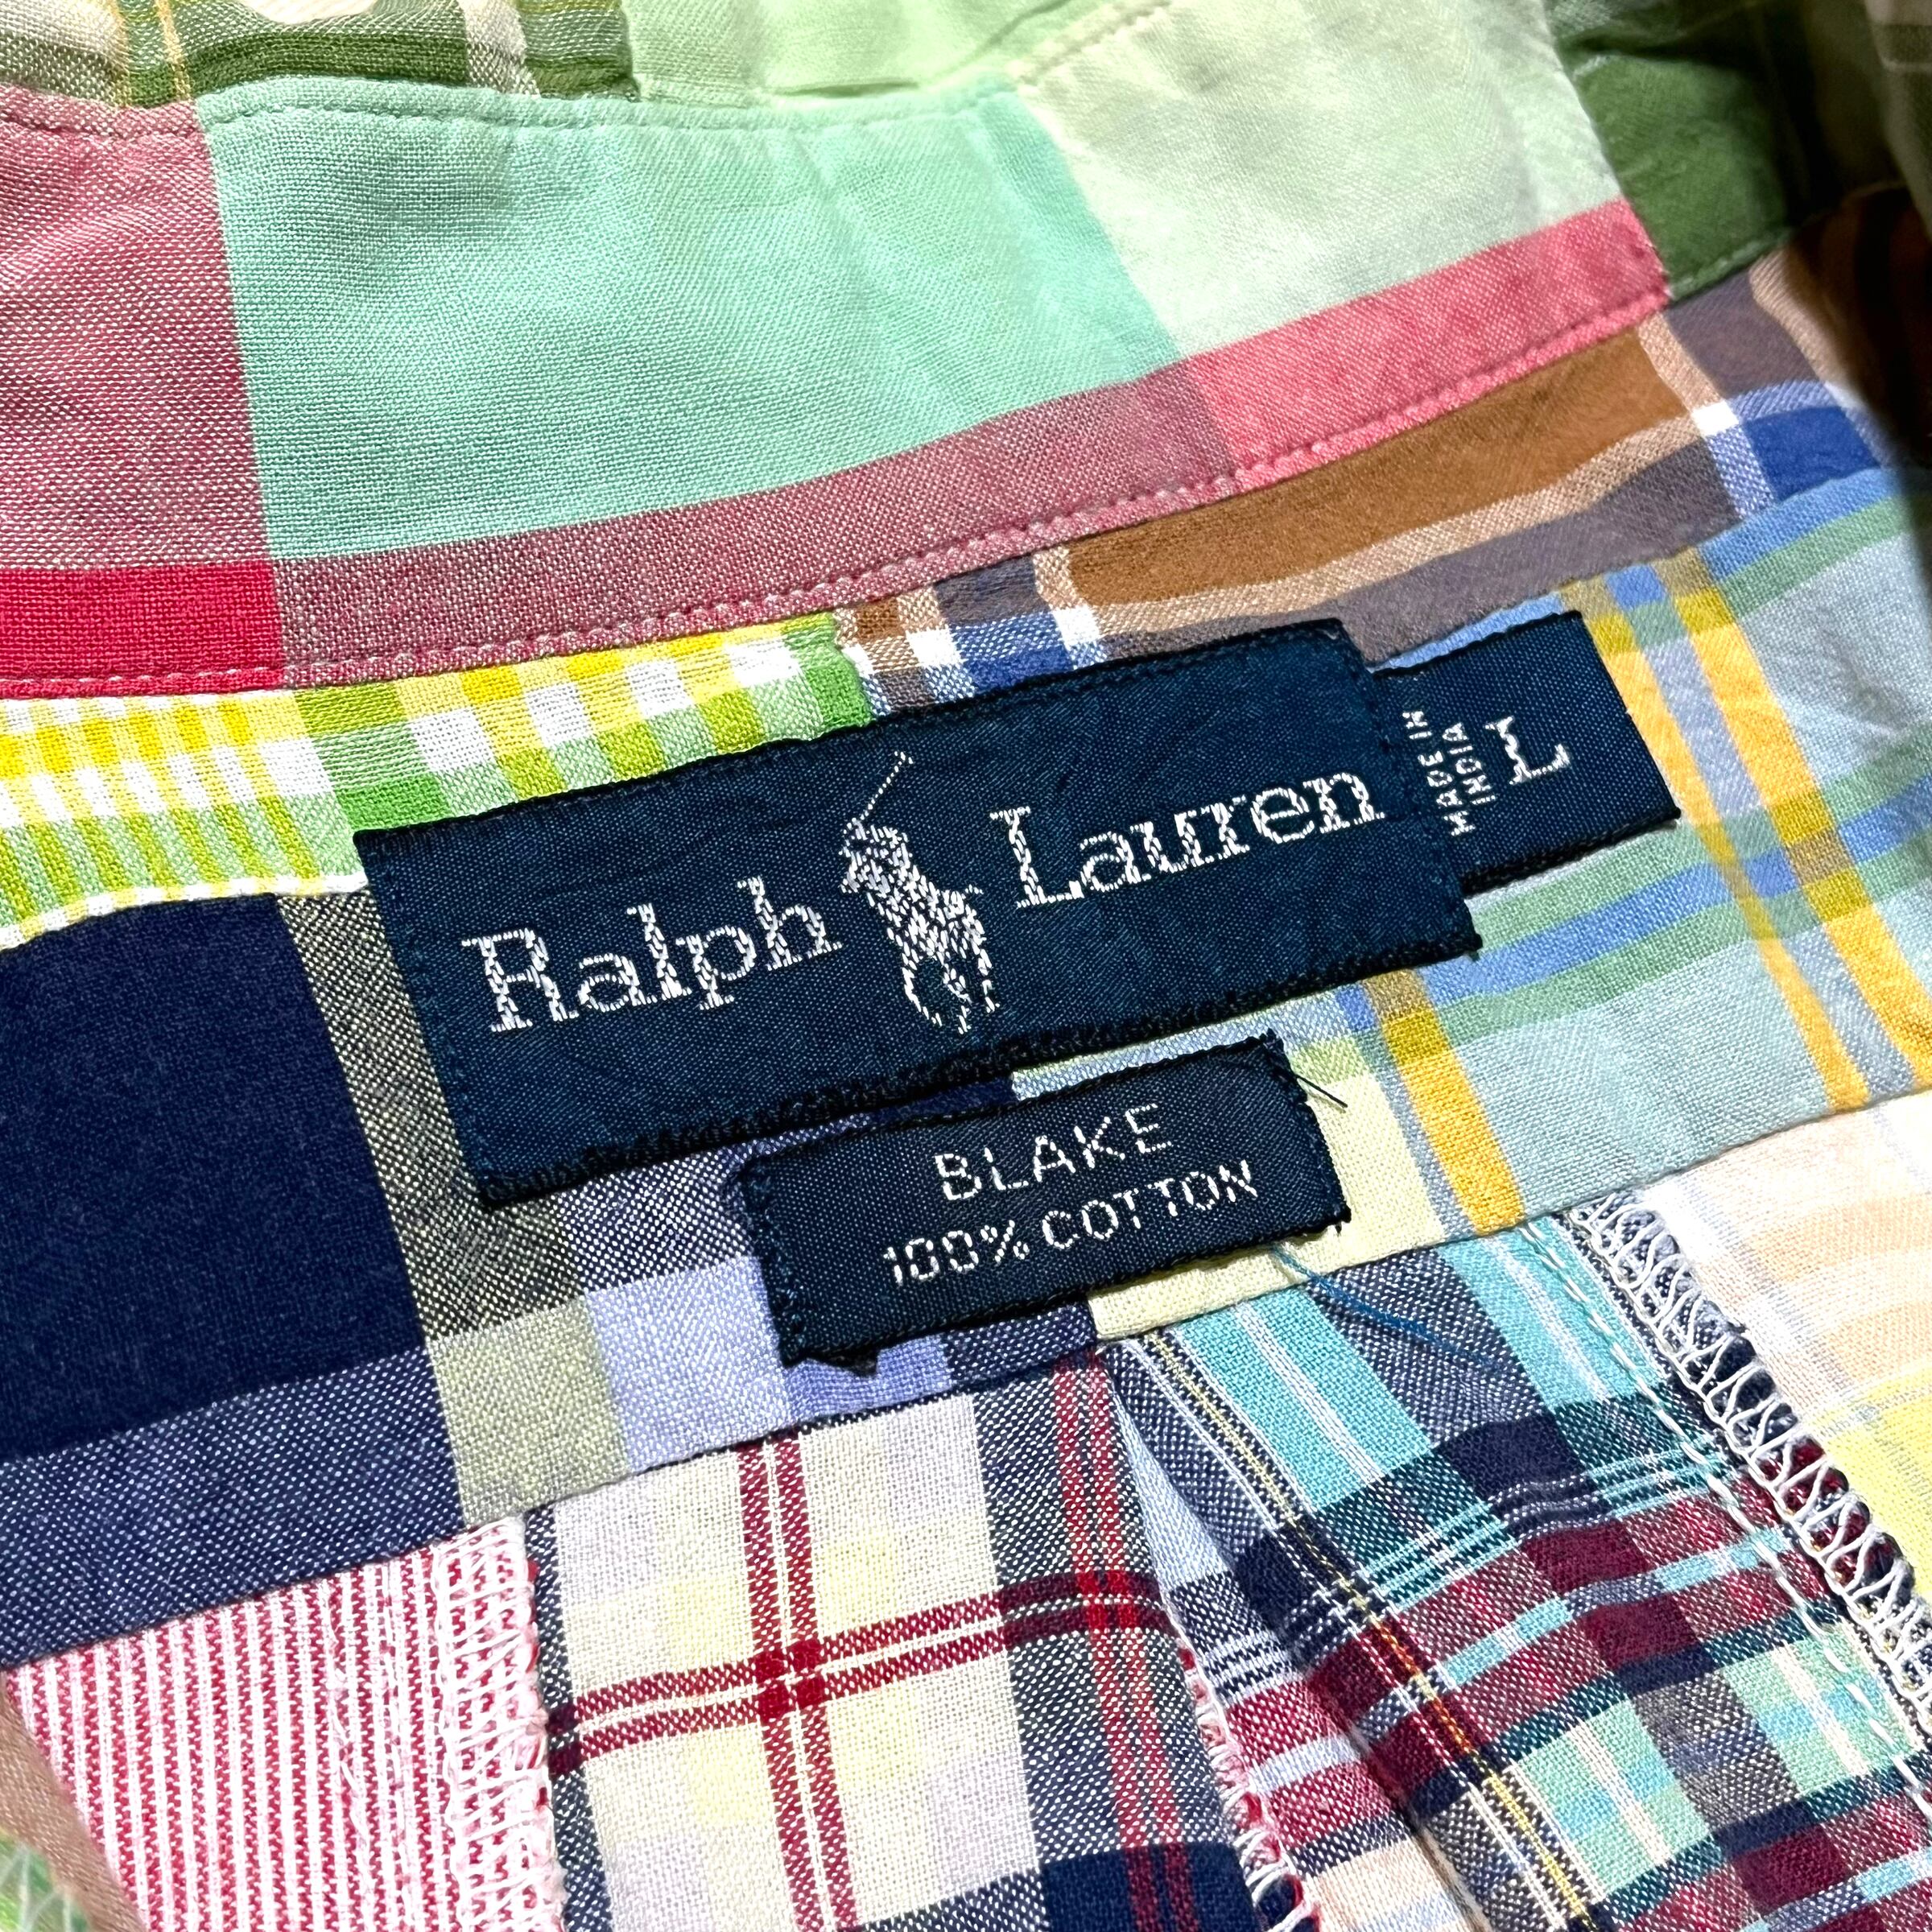 Ralph Lauren
MADE IN
INDIA
L
BLAKE
100% COTTON